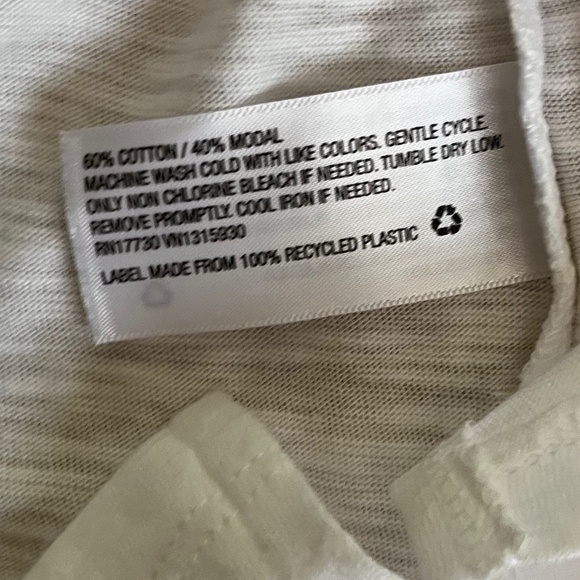 60% COTTON / 40% MODAL
MACHINE WASH COLD WITH LIKE COLORS. GENTLE CYCLE.
ONLY NON CHLORINE BLEACH IF NEEDED. TUMBLE DRY LOW.
REMOVE PROMPTLY. COOL IRON IF NEEDED.
RN17730 VN1315930
LABEL MADE FROM 100% RECYCLED PLASTIC